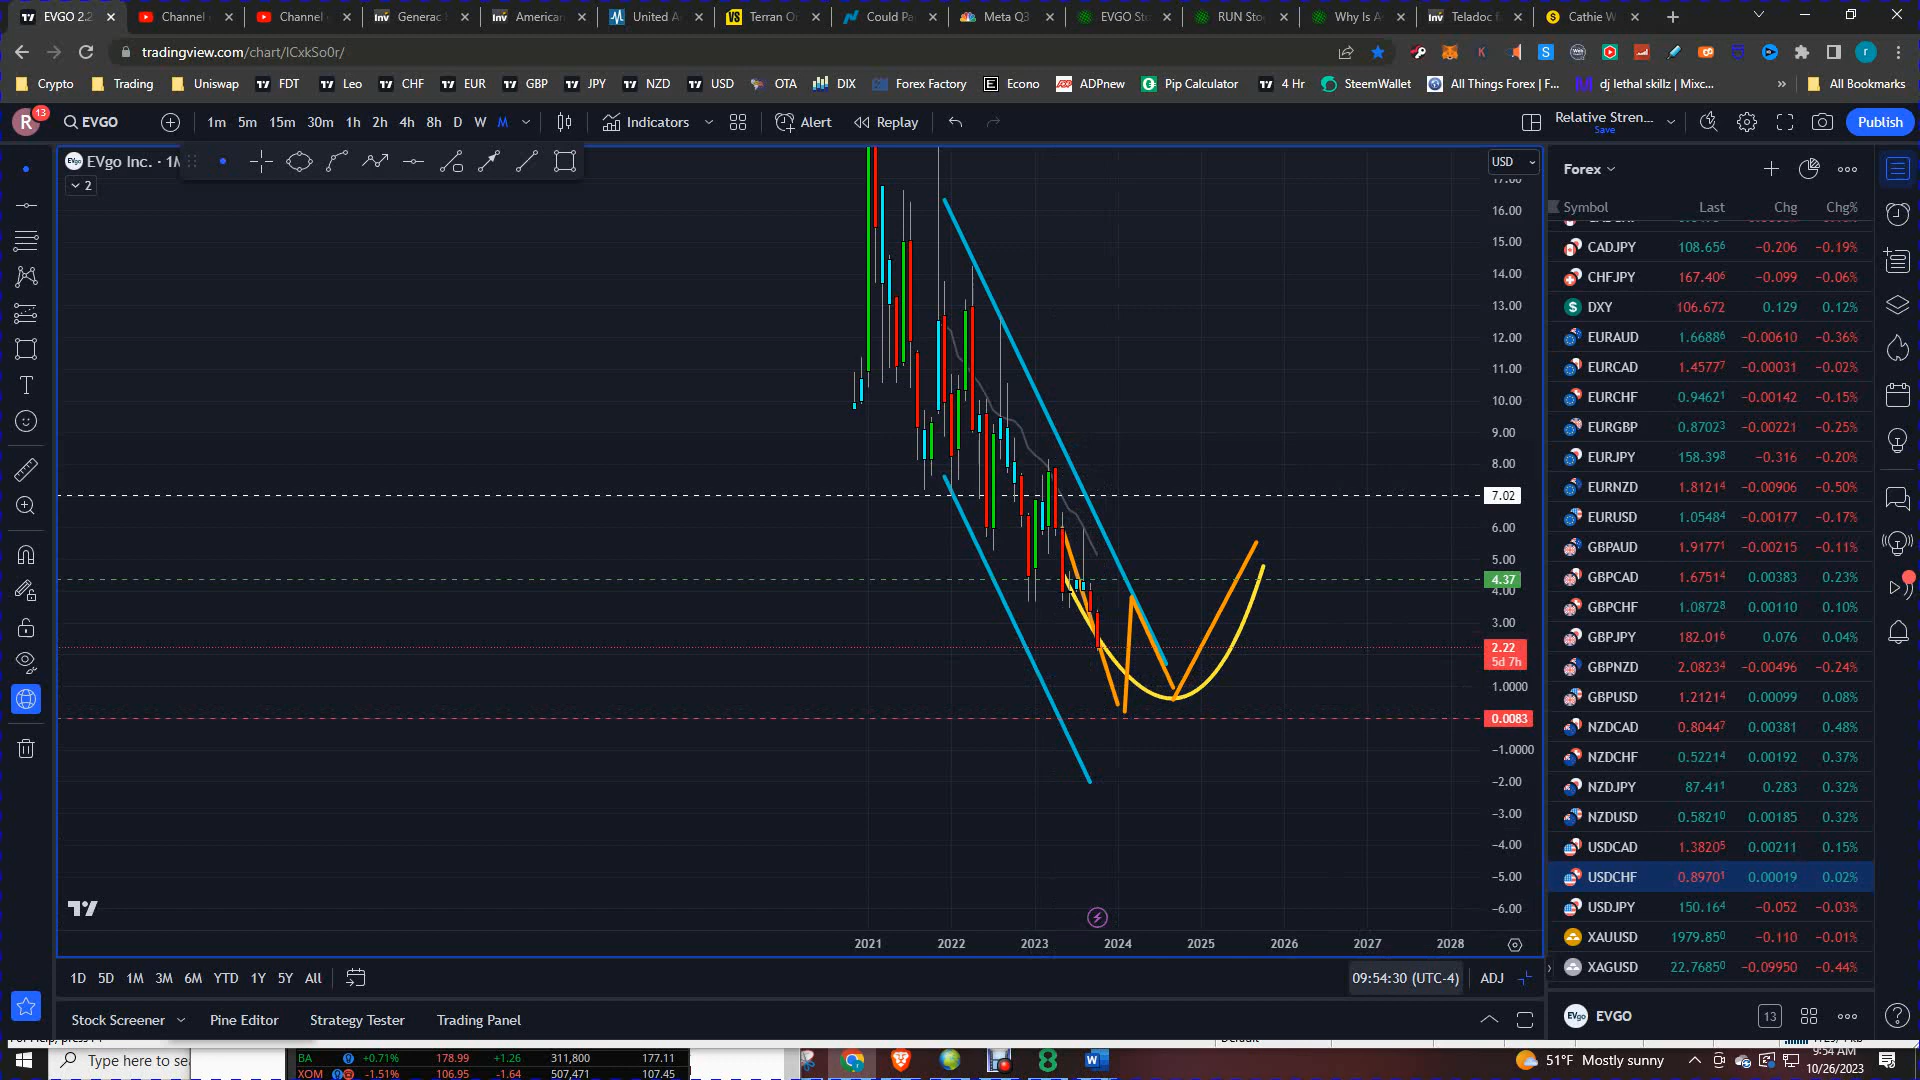 EVGO 2.2
Channel
Channel
Generac
American
United A
Terran O
Could Pa
Meta Q3
EVGO St
RUN Sto
Why Is A
Teladoc
Cathie W
tradingview.com/chart/lCxkSo0r/
Crypto
Trading
Uniswap
FDT
Leo
CHF
EUR
GBP
JPY
NZD
USD
OTA
DIX
Forex Factory
Econo
ADPnew
Pip Calculator
4 Hr
SteemWallet
All Things Forex | F...
dj lethal skillz | Mixc...
All Bookmarks
R 13
EVGO
1m 5m 15m 30m 1h 2h 4h 8h D W M
Indicators
Alert
Replay
Relative Stren...
Save
Publish
EVgo Inc. · 1M
2
USD
17.00
16.00
15.00
14.00
13.00
12.00
11.00
10.00
9.00
8.00
7.02
6.00
5.00
4.37
4.00
3.00
2.22
5d 7h
1.0000
0.0083
−1.0000
−2.00
−3.00
−4.00
−5.00
−6.00
2021 2022 2023 2024 2025 2026 2027 2028
Forex
Symbol Last Chg Chg%
CADJPY 108.656 −0.206 −0.19%
CHFJPY 167.406 −0.099 −0.06%
DXY 106.672 0.129 0.12%
EURAUD 1.66886 −0.00610 −0.36%
EURCAD 1.45777 −0.00031 −0.02%
EURCHF 0.94621 −0.00142 −0.15%
EURGBP 0.87023 −0.00221 −0.25%
EURJPY 158.398 −0.316 −0.20%
EURNZD 1.81214 −0.00906 −0.50%
EURUSD 1.05484 −0.00177 −0.17%
GBPAUD 1.91771 −0.00215 −0.11%
GBPCAD 1.67514 0.00383 0.23%
GBPCHF 1.08728 0.00110 0.10%
GBPJPY 182.016 0.076 0.04%
GBPNZD 2.08234 −0.00496 −0.24%
GBPUSD 1.21214 0.00099 0.08%
NZDCAD 0.80447 0.00381 0.48%
NZDCHF 0.52214 0.00192 0.37%
NZDJPY 87.411 0.283 0.32%
NZDUSD 0.58210 0.00185 0.32%
USDCAD 1.38205 0.00211 0.15%
USDCHF 0.89701 0.00019 0.02%
USDJPY 150.164 −0.052 −0.03%
XAUUSD 1979.850 −0.110 −0.01%
XAGUSD 22.7685 −0.09950 −0.44%
1D 5D 1M 3M 6M YTD 1Y 5Y All
09:54:30 (UTC-4)
ADJ
EVGO
13
Stock Screener
Pine Editor
Strategy Tester
Trading Panel
Type here to sea
BA +0.71% 178.99 +1.26 311,800 177.11
XOM −1.51% 106.95 −1.64 507,471 107.45
51°F Mostly sunny
9:54 AM
10/26/2023